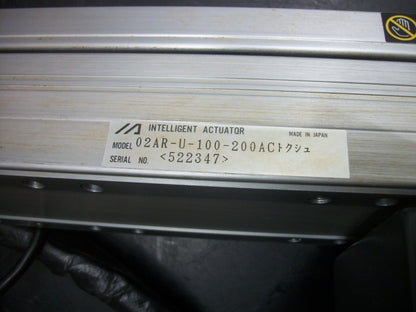 INTELLIGENT ACTUATOR
MADE IN JAPAN
MODEL 02AR-U-100-200ACトクシュ
SERIAL NO. <522347>